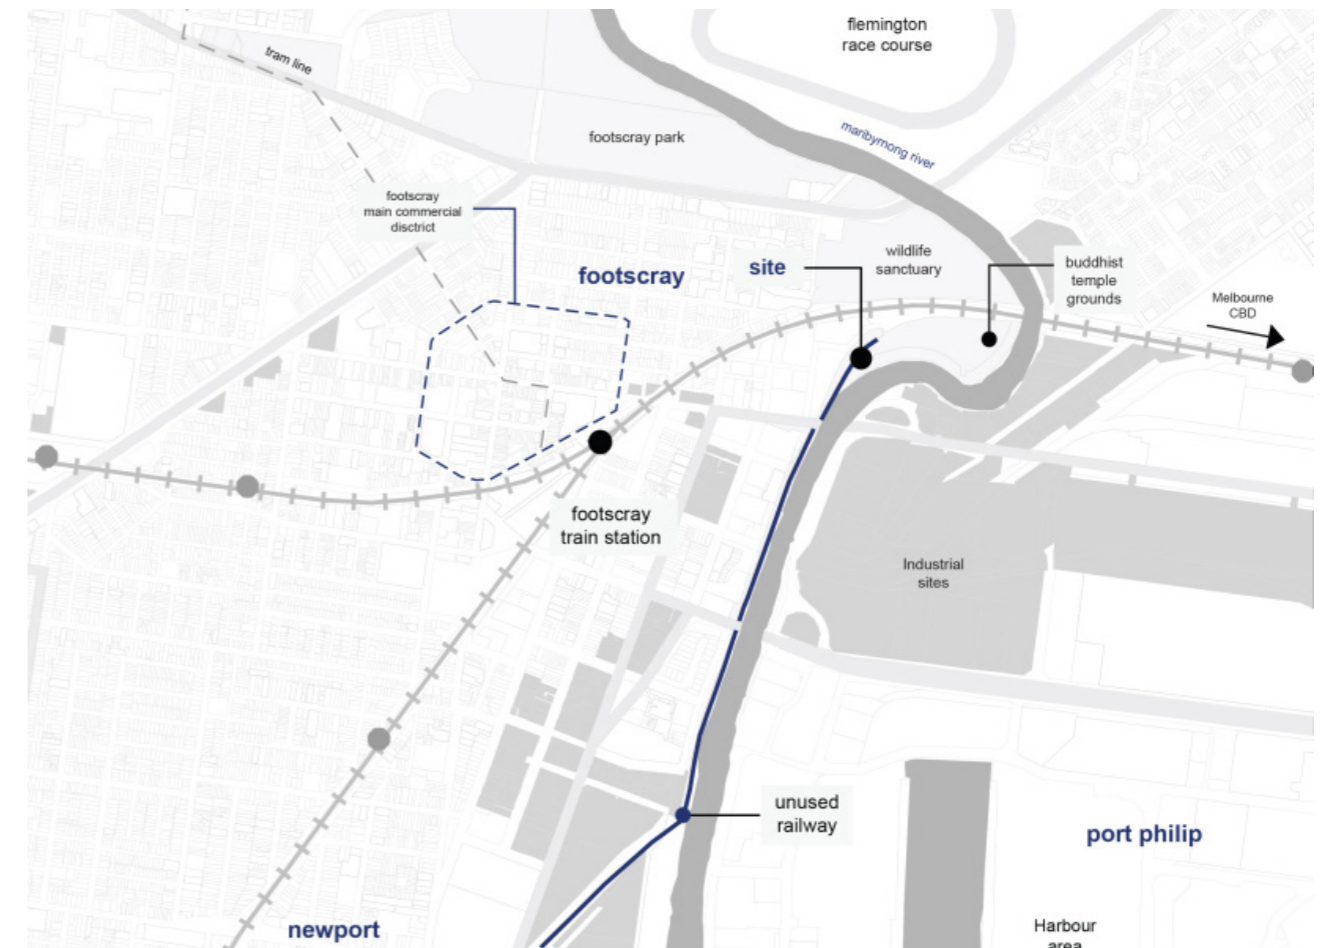 flemington
race course
tram line
maribyrnong river
footscray park
footscray
main commercial
disctrict
wildlife
sanctuary
buddhist
temple
grounds
footscray
site
Melbourne
CBD
footscray
train station
Industrial
sites
unused
railway
port philip
newport
Harbour
area